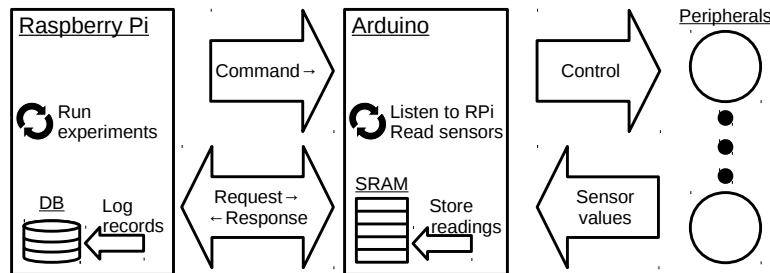 Raspberry Pi
Run
experiments
DB
Log
records
Command→
Request→
←Response
Arduino
Listen to RPi
Read sensors
SRAM
Store
readings
Control
Sensor
values
Peripherals